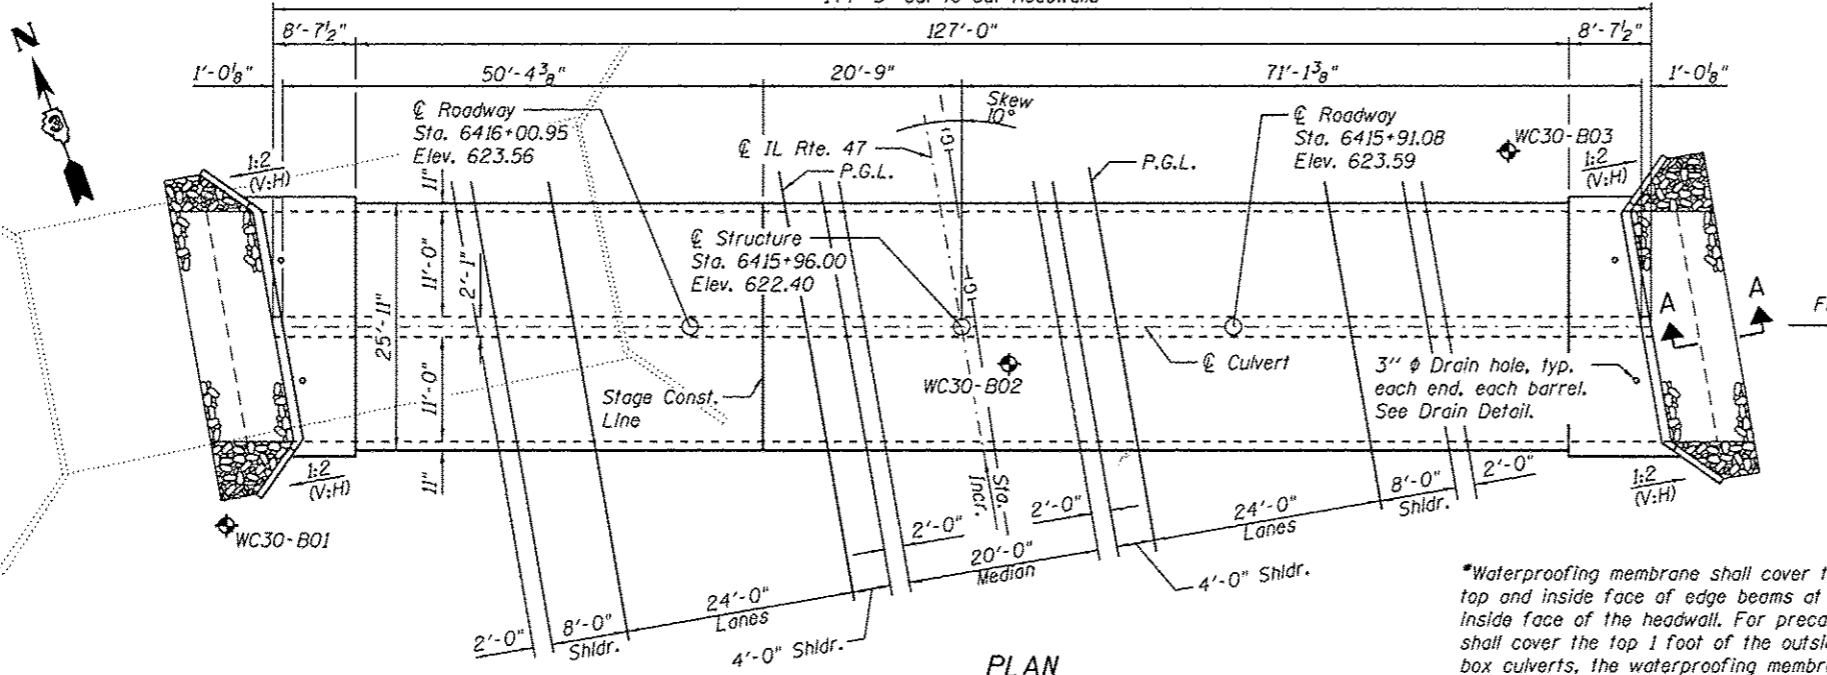 8'-7½" 127'-0" 8'-7½"
1'-0⅛" 50'-4⅜" 20'-9" 71'-1⅜" 1'-0⅛"
N
3
℄ Roadway
Sta. 6416+00.95
Elev. 623.56
Skew
10°
℄ IL Rte. 47
P.G.L.
P.G.L.
℄ Roadway
Sta. 6415+91.08
Elev. 623.59
WC30-B03
1:2
(V:H)
1:2
(V:H)
11"
11'-0"
2'-1"
25'-11"
11'-0"
11"
℄ Structure
Sta. 6415+96.00
Elev. 622.40
WC30-B02
℄ Culvert
Stage Const.
Line
3" ϕ Drain hole, typ.
each end, each barrel.
See Drain Detail.
A A
1:2
(V:H)
1:2
(V:H)
WC30-B01
Sta.
Incr.
2'-0"
8'-0"
Shldr.
24'-0"
Lanes
4'-0" Shldr.
2'-0"
20'-0"
Median
2'-0"
4'-0" Shldr.
24'-0"
Lanes
8'-0"
Shldr.
2'-0"
PLAN
*Waterproofing membrane shall cover
top and inside face of edge beams at
inside face of the headwall. For
shall cover the top 1 foot of the
box culverts, the waterproofing